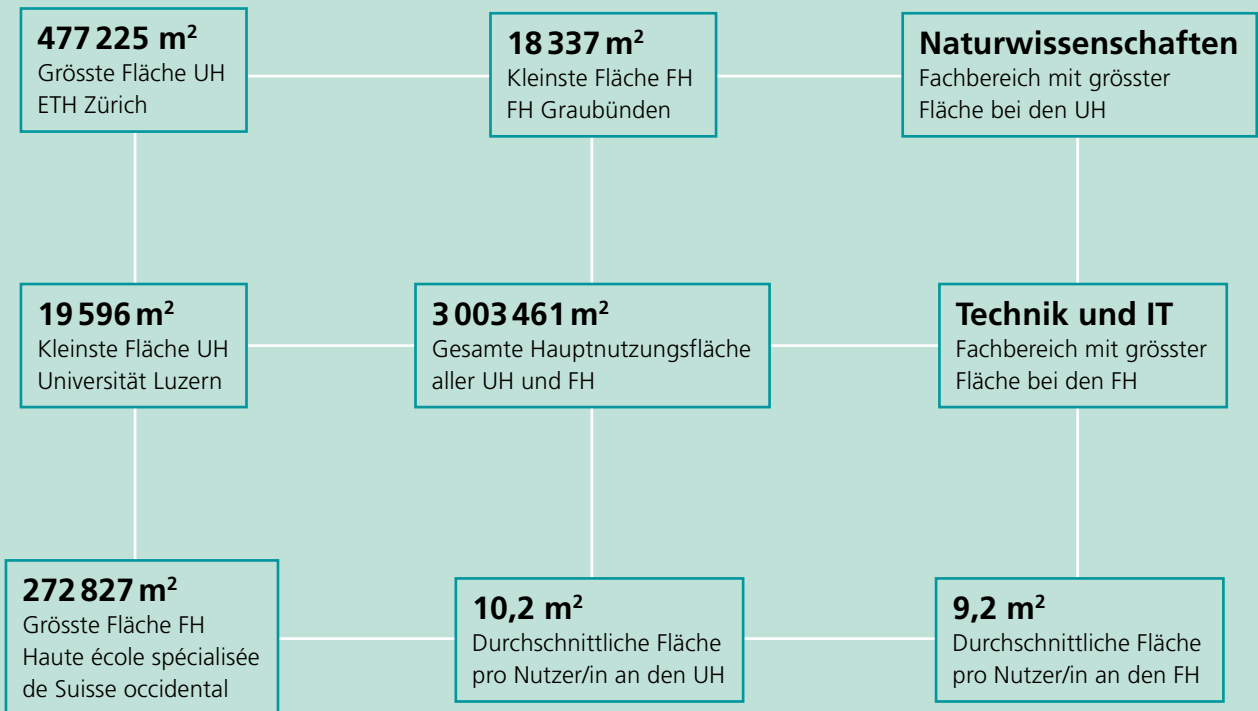 477 225 m²
Grösste Fläche UH
ETH Zürich
18 337 m²
Kleinste Fläche FH
FH Graubünden
Naturwissenschaften
Fachbereich mit grösster
Fläche bei den UH
19 596 m²
Kleinste Fläche UH
Universität Luzern
3 003 461 m²
Gesamte Hauptnutzungsfläche
aller UH und FH
Technik und IT
Fachbereich mit grösster
Fläche bei den FH
272 827 m²
Grösste Fläche FH
Haute école spécialisée
de Suisse occidental
10,2 m²
Durchschnittliche Fläche
pro Nutzer/in an den UH
9,2 m²
Durchschnittliche Fläche
pro Nutzer/in an den FH